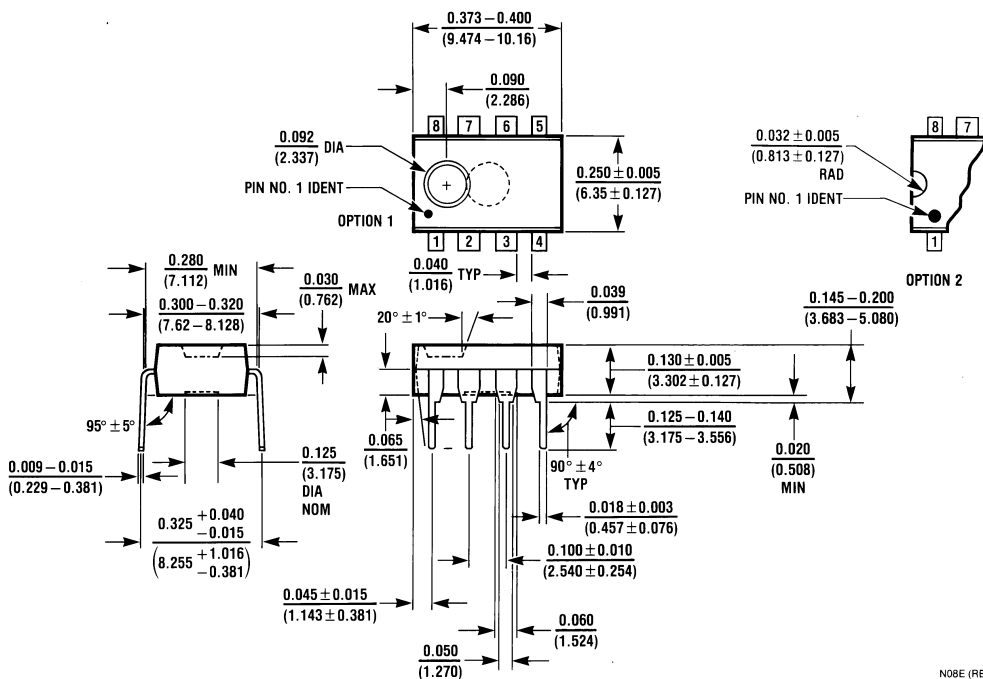 0.373 – 0.400
(9.474 – 10.16)
0.090
(2.286)
8 7 6 5
0.092
(2.337) DIA
PIN NO. 1 IDENT
OPTION 1
+
1 2 3 4
0.250 ± 0.005
(6.35 ± 0.127)
0.032 ± 0.005
(0.813 ± 0.127)
RAD
PIN NO. 1 IDENT
8 7
1
OPTION 2
0.280
(7.112) MIN
0.300 – 0.320
(7.62 – 8.128)
0.030
(0.762) MAX
0.040
(1.016) TYP
20° ± 1°
0.039
(0.991)
0.145 – 0.200
(3.683 – 5.080)
0.130 ± 0.005
(3.302 ± 0.127)
0.125 – 0.140
(3.175 – 3.556)
0.020
(0.508)
MIN
95° ± 5°
0.009 – 0.015
(0.229 – 0.381)
0.125
(3.175)
DIA
NOM
0.065
(1.651)
90° ± 4°
TYP
0.018 ± 0.003
(0.457 ± 0.076)
0.325 +0.040
−0.015
(8.255 +1.016
−0.381)
0.100 ± 0.010
(2.540 ± 0.254)
0.045 ± 0.015
(1.143 ± 0.381)
0.060
(1.524)
0.050
(1.270)
N08E (RE